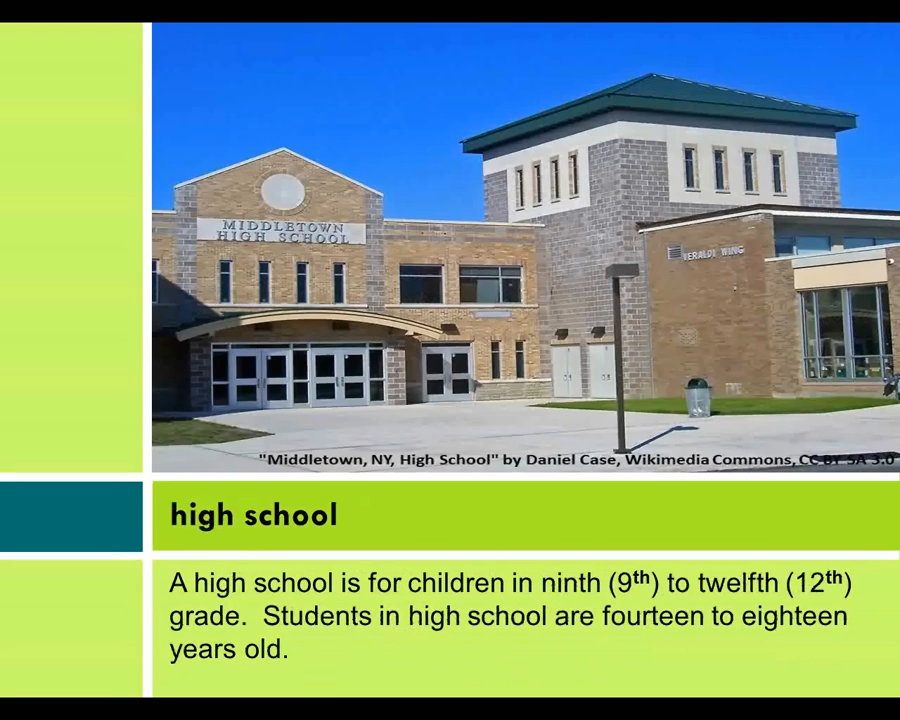 MIDDLETOWN
HIGH SCHOOL
VERALDI WING
"Middletown, NY, High School" by Daniel Case, Wikimedia Commons, CC BY SA 3.0
high school
A high school is for children in ninth (9th) to twelfth (12th)
grade.  Students in high school are fourteen to eighteen
years old.